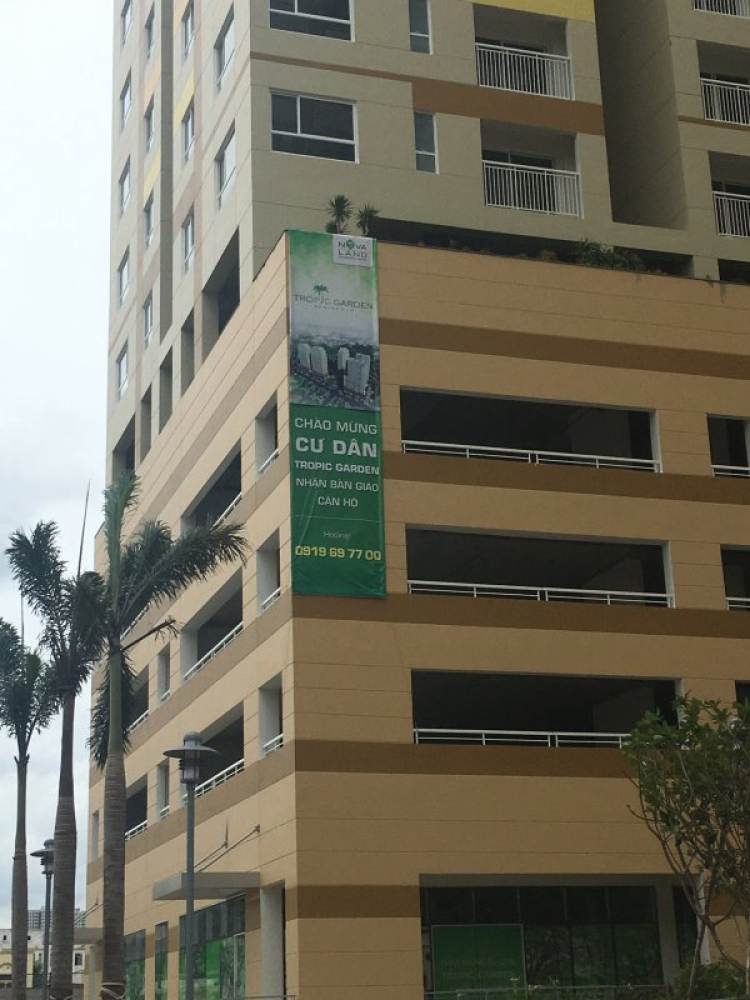 NOVA
LAND
TROPIC GARDEN
CHÀO MỪNG
CƯ DÂN
TROPIC GARDEN
NHẬN BÀN GIAO
CĂN HỘ
Hotline
0919 69 77 00